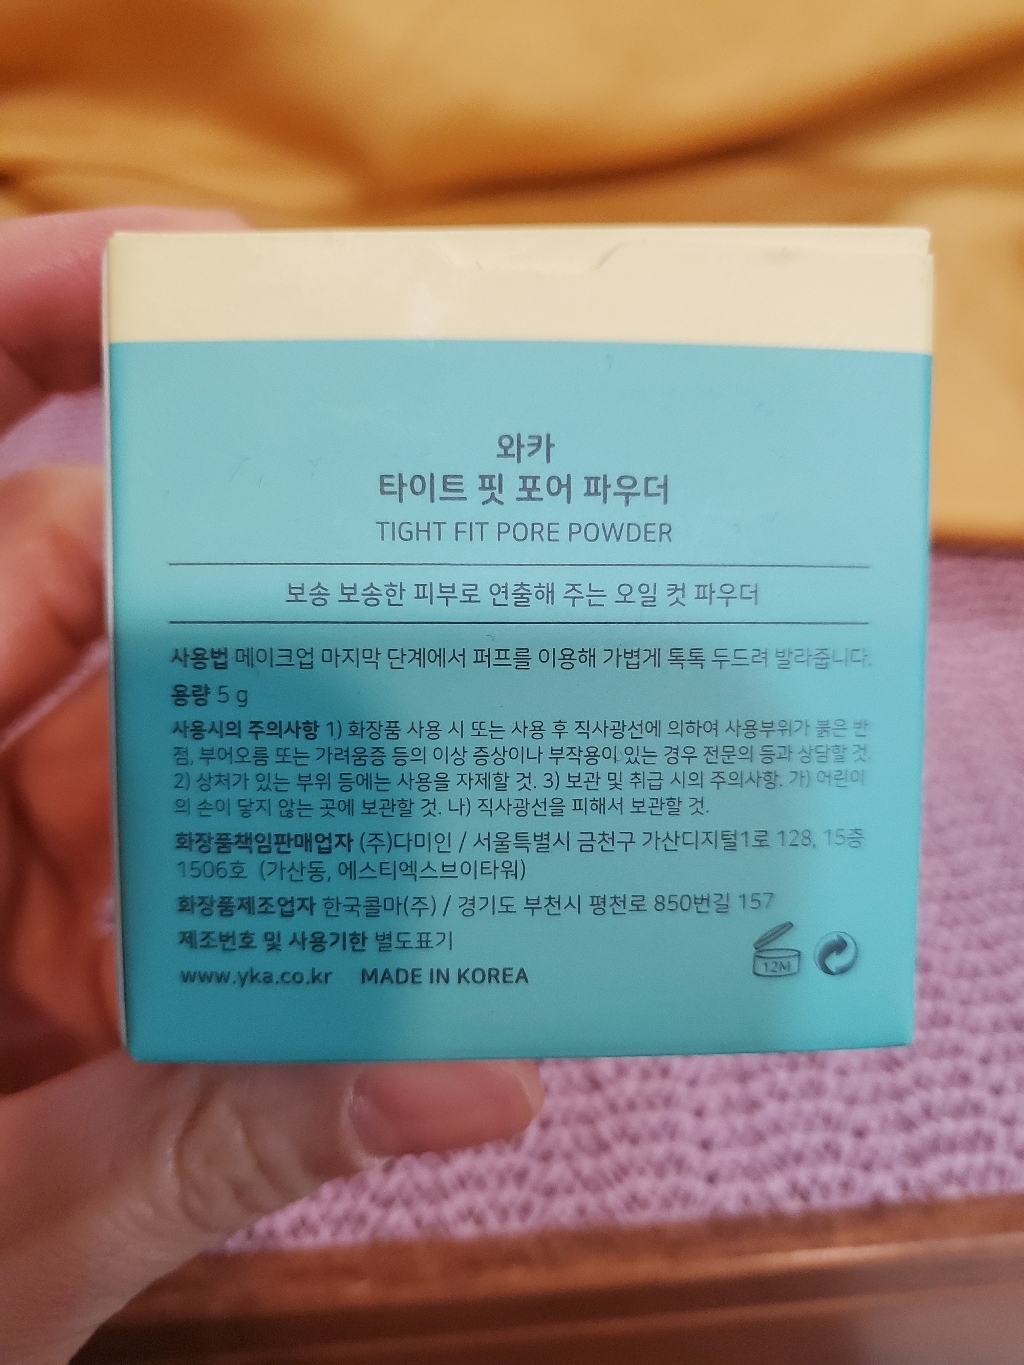 와카
타이트 핏 포어 파우더
TIGHT FIT PORE POWDER
보송 보송한 피부로 연출해 주는 오일 컷 파우더
사용법 메이크업 마지막 단계에서 퍼프를 이용해 가볍게 톡톡 두드려 발라줍니다.
용량 5 g
사용시의 주의사항 1) 화장품 사용 시 또는 사용 후 직사광선에 의하여 사용부위가 붉은 반
점, 부어오름 또는 가려움증 등의 이상 증상이나 부작용이 있는 경우 전문의 등과 상담할 것.
2) 상처가 있는 부위 등에는 사용을 자제할 것. 3) 보관 및 취급 시의 주의사항. 가) 어린이
의 손이 닿지 않는 곳에 보관할 것. 나) 직사광선을 피해서 보관할 것.
화장품책임판매업자 (주)다미인 / 서울특별시 금천구 가산디지털1로 128, 15층
1506호 (가산동, 에스티엑스브이타워)
화장품제조업자 한국콜마(주) / 경기도 부천시 평천로 850번길 157
제조번호 및 사용기한 별도표기
12M
www.yka.co.kr MADE IN KOREA